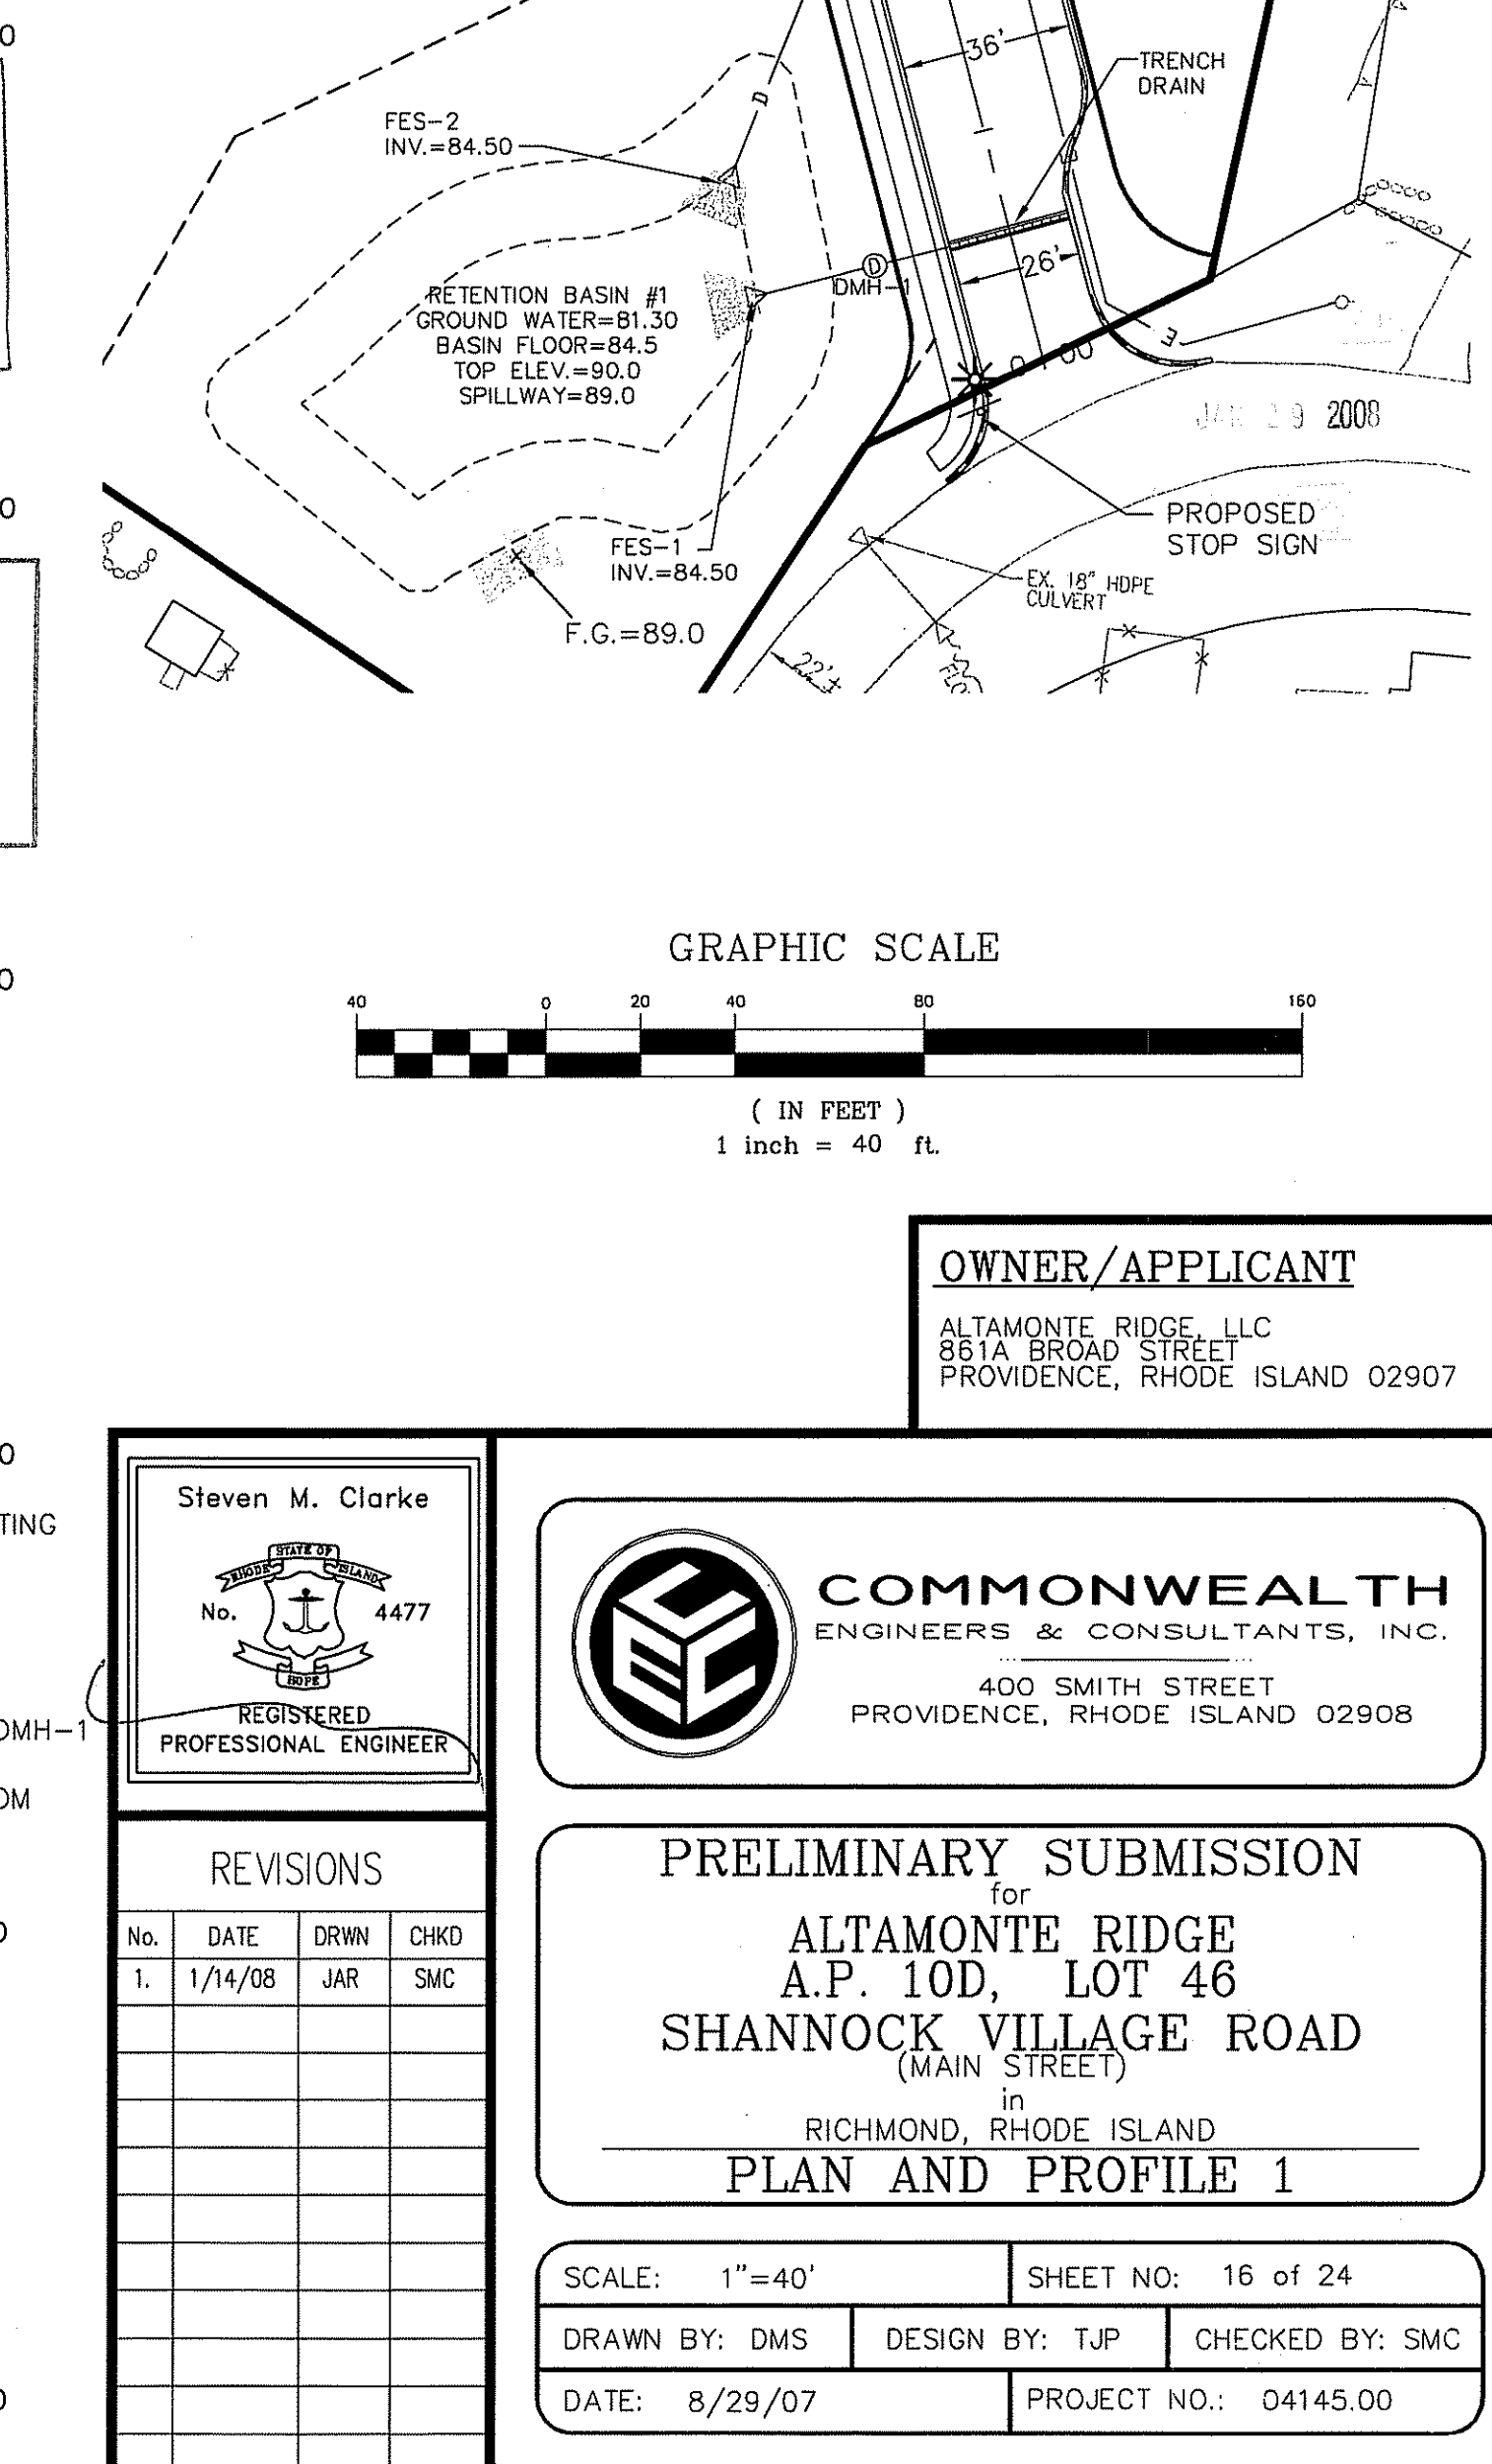 36'
TRENCH
DRAIN
FES-2
INV.=84.50
D
D
DMH-1
26'
RETENTION BASIN #1
GROUND WATER=81.30
BASIN FLOOR=84.5
TOP ELEV.=90.0
SPILLWAY=89.0
E
2008
PROPOSED
STOP SIGN
FES-1
INV.=84.50
EX. 18" HDPE
CULVERT
F.G.=89.0
22'±
GRAPHIC SCALE
40 0 20 40 80 160
( IN FEET )
1 inch = 40 ft.
OWNER/APPLICANT
ALTAMONTE RIDGE, LLC
861A BROAD STREET
PROVIDENCE, RHODE ISLAND 02907
TING
DMH-1
OM
Steven M. Clarke
STATE OF
RHODE ISLAND
No. 4477
HOPE
REGISTERED
PROFESSIONAL ENGINEER
CEC
COMMONWEALTH
ENGINEERS & CONSULTANTS, INC.
400 SMITH STREET
PROVIDENCE, RHODE ISLAND 02908
REVISIONS
No. DATE DRWN CHKD
1. 1/14/08 JAR SMC
PRELIMINARY SUBMISSION
for
ALTAMONTE RIDGE
A.P. 10D, LOT 46
SHANNOCK VILLAGE ROAD
(MAIN STREET)
in
RICHMOND, RHODE ISLAND
PLAN AND PROFILE 1
SCALE: 1"=40'
SHEET NO: 16 of 24
DRAWN BY: DMS
DESIGN BY: TJP
CHECKED BY: SMC
DATE: 8/29/07
PROJECT NO.: 04145.00